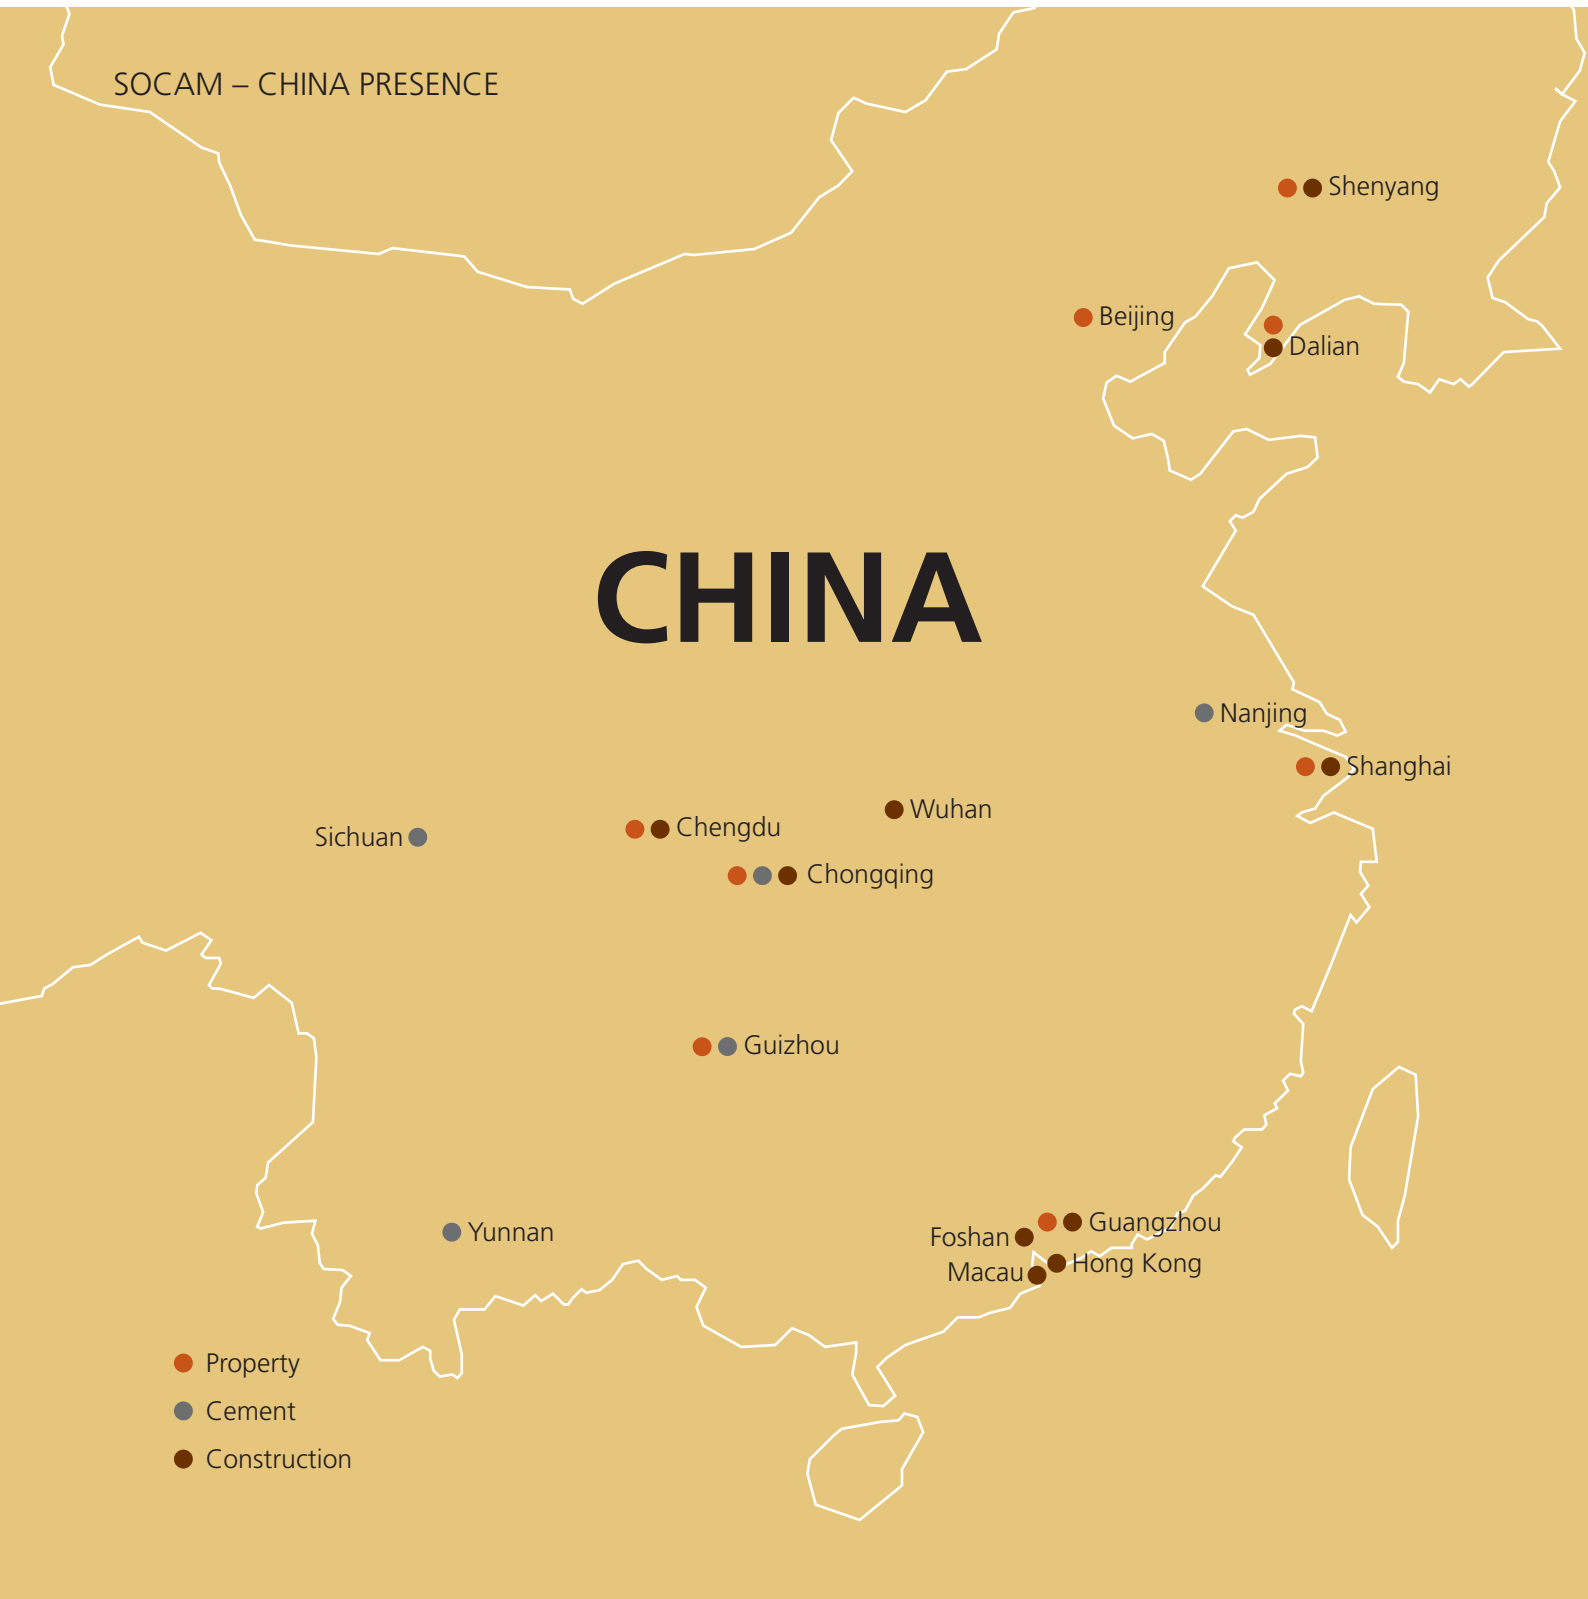 SOCAM – CHINA PRESENCE
Shenyang
Beijing
Dalian
CHINA
Nanjing
Shanghai
Wuhan
Chengdu
Sichuan
Chongqing
Guizhou
Guangzhou
Yunnan
Foshan
Hong Kong
Macau
Property
Cement
Construction